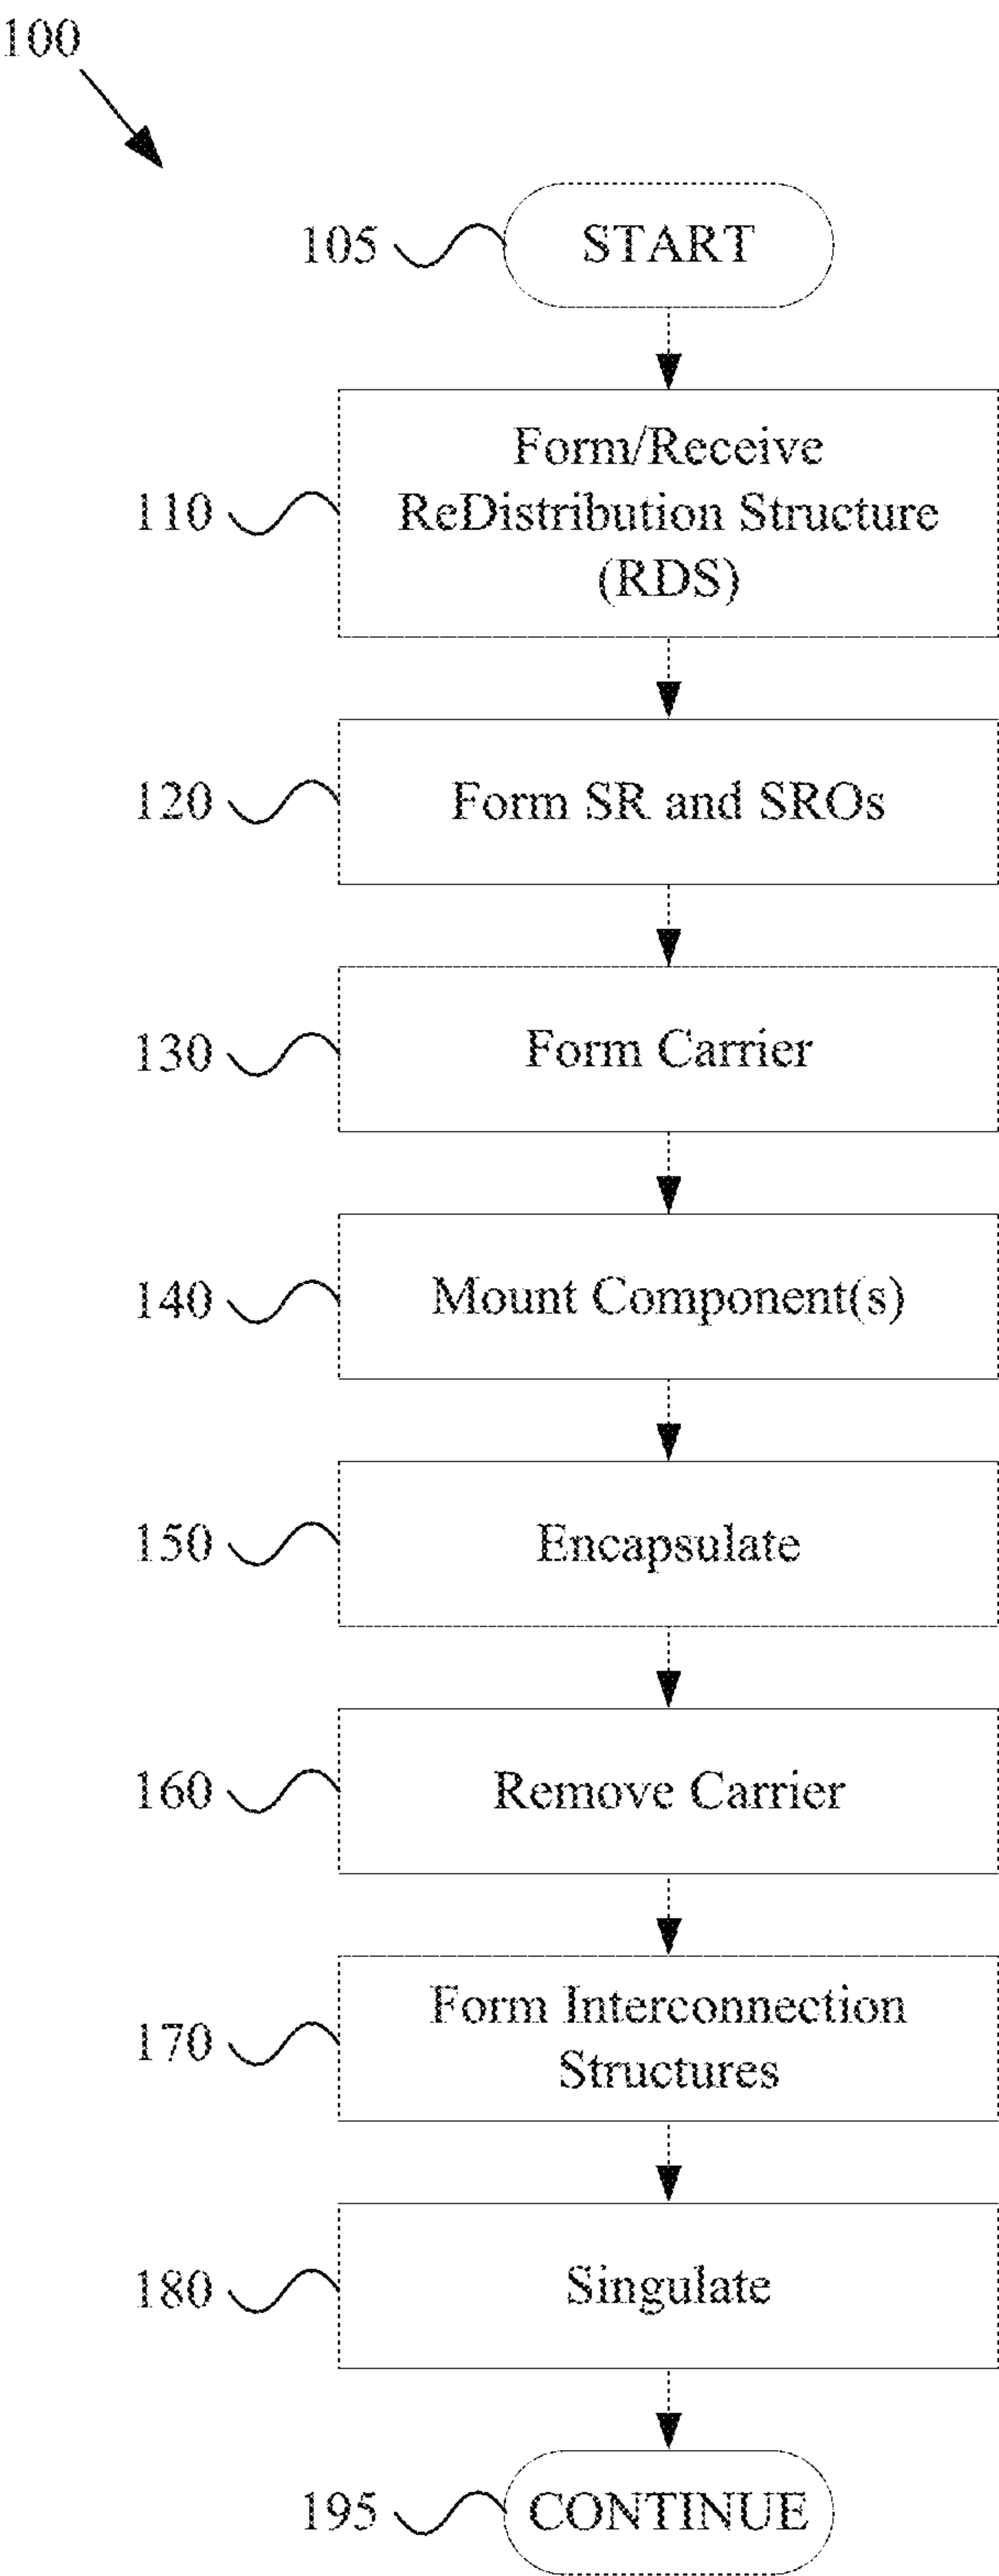 100
105
START
110
Form/Receive
ReDistribution Structure
(RDS)
120
Form SR and SROs
130
Form Carrier
140
Mount Component(s)
150
Encapsulate
160
Remove Carrier
170
Form Interconnection
Structures
180
Singulate
195
CONTINUE